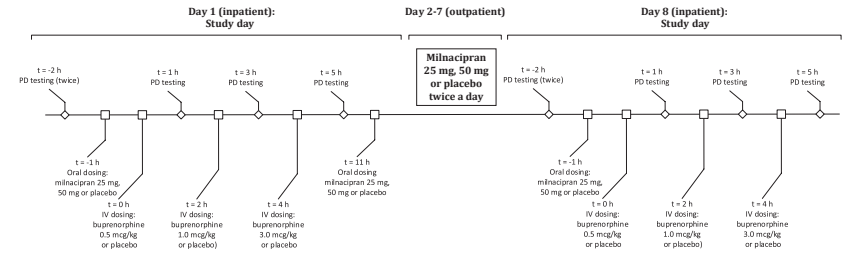 Day 1 (inpatient):
Study day
Day 2-7 (outpatient)
Day 8 (inpatient):
Study day
Milnacipran
25 mg, 50 mg
or placebo
twice a day
t = -2 h
PD testing (twice)
t = 1 h
PD testing
t = 3 h
PD testing
t = 5 h
PD testing
t = -2 h
PD testing (twice)
t = 1 h
PD testing
t = 3 h
PD testing
t = 5 h
PD testing
t = -1 h
Oral dosing:
milnacipran 25 mg,
50 mg or placebo
t = 0 h
IV dosing:
buprenorphine
0.5 mcg/kg
or placebo
t = 2 h
IV dosing:
buprenorphine
1.0 mcg/kg
or placebo)
t = 4 h
IV dosing:
buprenorphine
3.0 mcg/kg
or placebo
t = 11 h
Oral dosing:
milnacipran 25 mg,
50 mg or placebo
t = -1 h
Oral dosing:
milnacipran 25 mg,
50 mg or placebo
t = 0 h
IV dosing:
buprenorphine
0.5 mcg/kg
or placebo
t = 2 h
IV dosing:
buprenorphine
1.0 mcg/kg
or placebo)
t = 4 h
IV dosing:
buprenorphine
3.0 mcg/kg
or placebo